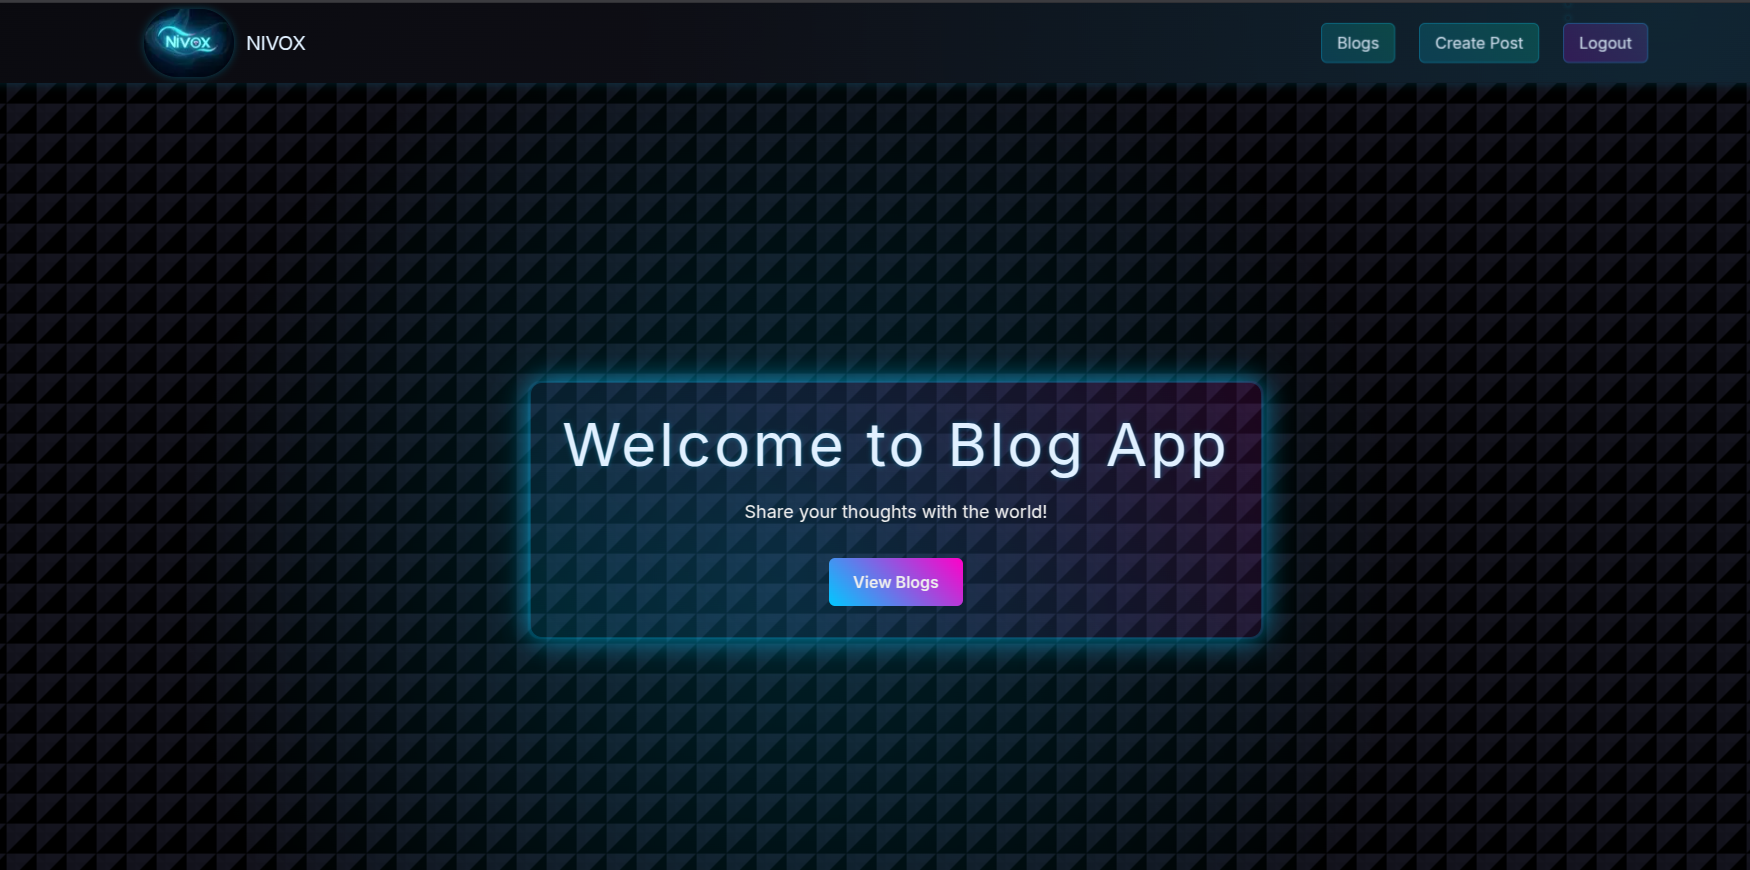 NIVOX
NIVOX
Blogs
Create Post
Logout
Welcome to Blog App
Share your thoughts with the world!
View Blogs